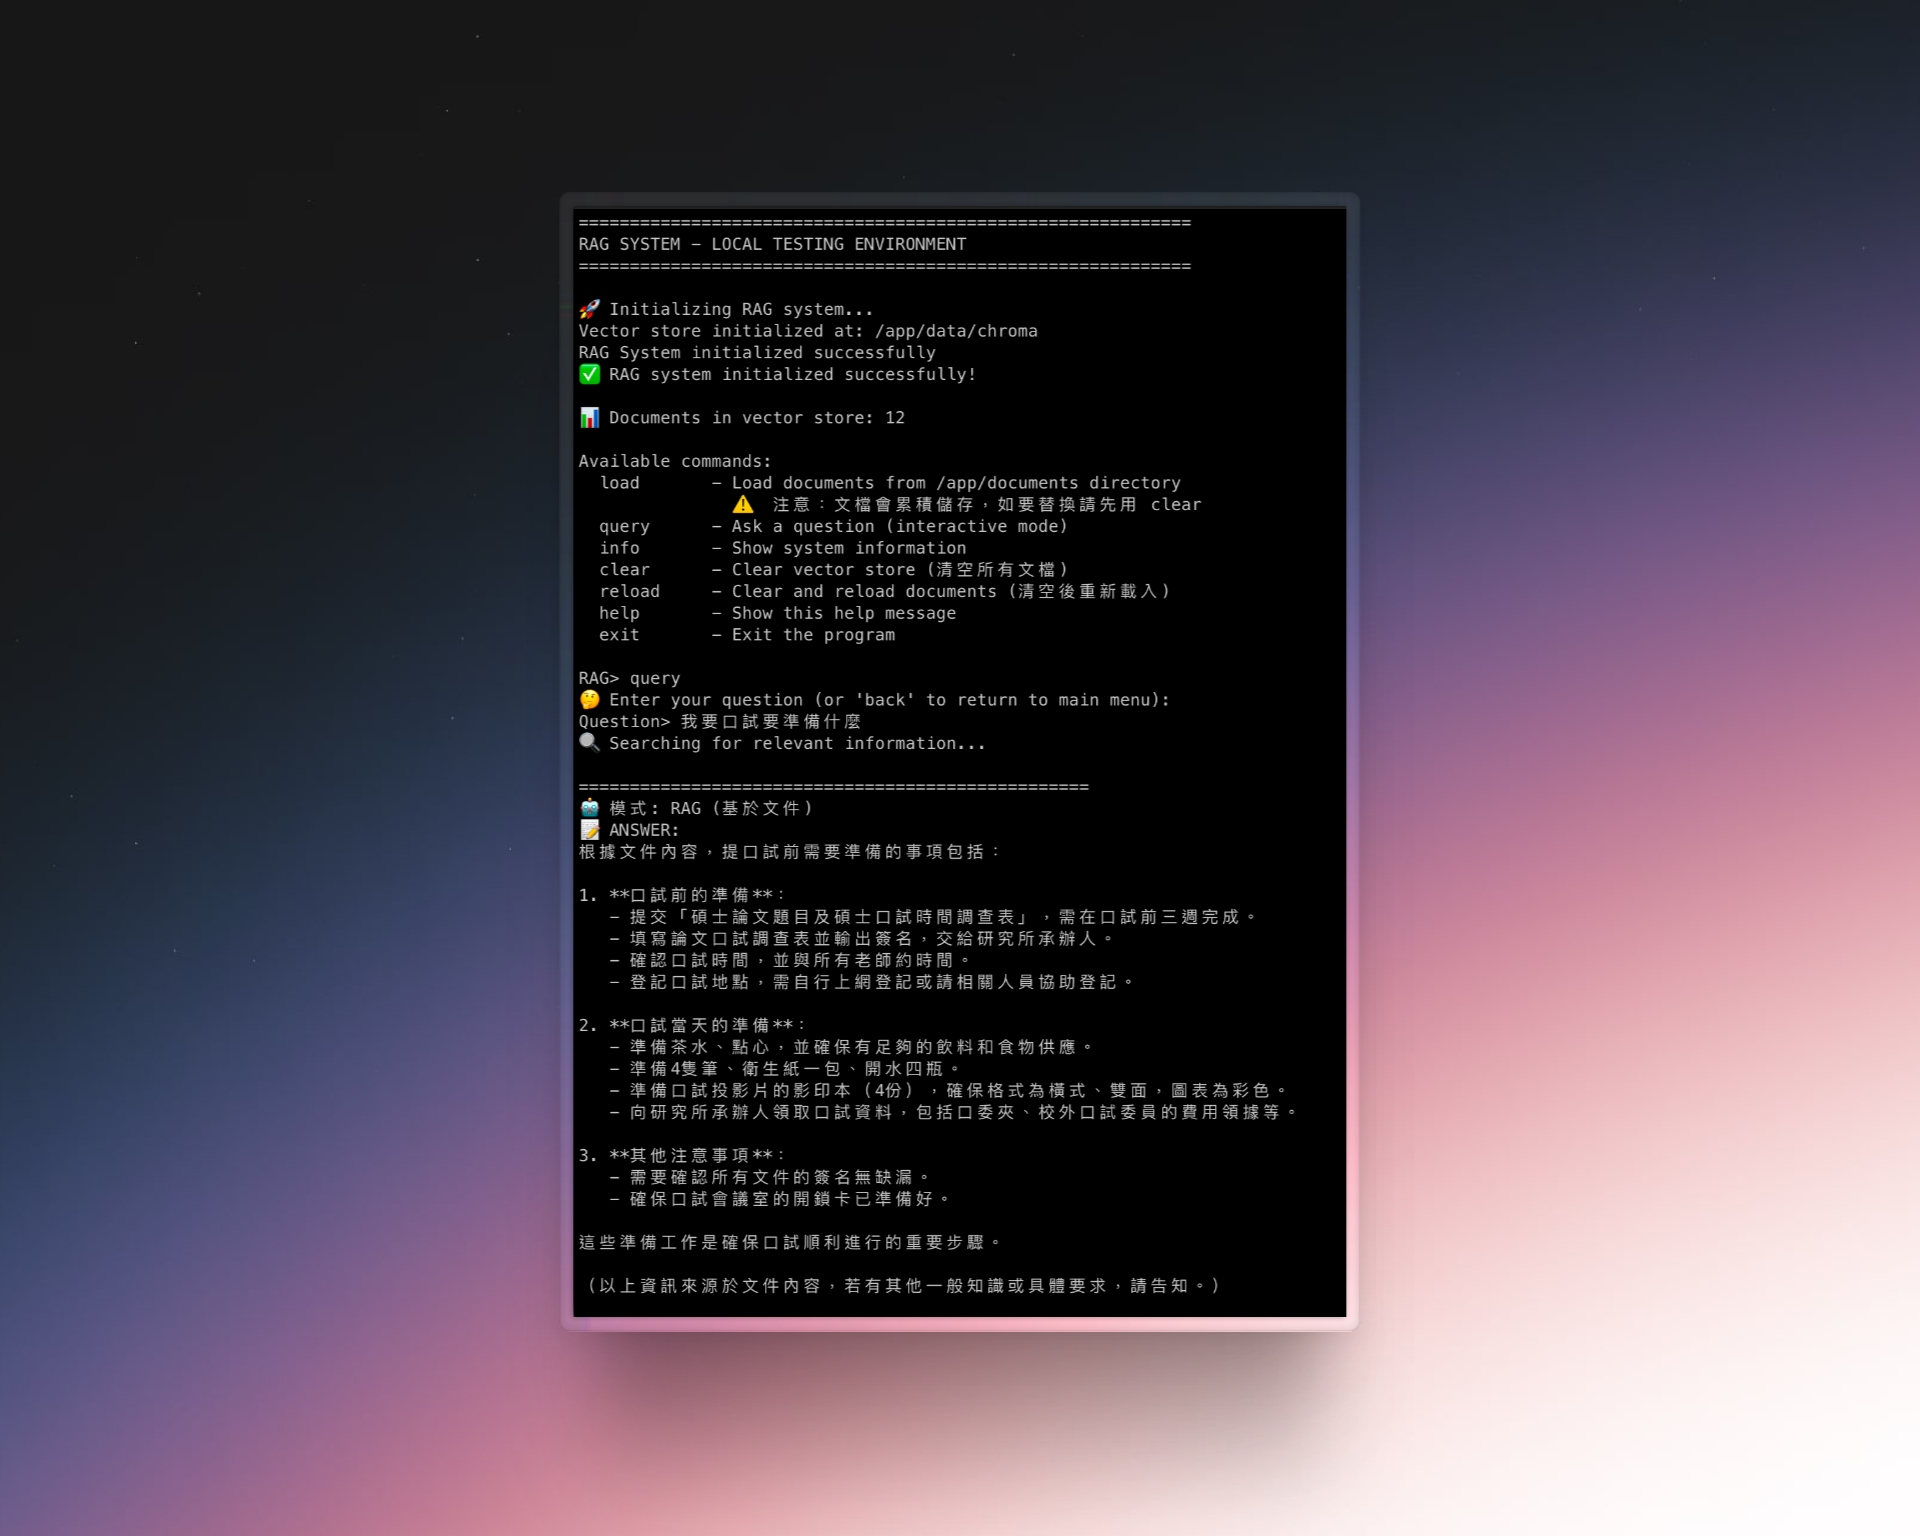 ============================================================
RAG SYSTEM – LOCAL TESTING ENVIRONMENT
============================================================
🚀 Initializing RAG system...
Vector store initialized at: /app/data/chroma
RAG System initialized successfully
✅ RAG system initialized successfully!
📊 Documents in vector store: 12
Available commands:
load – Load documents from /app/documents directory
⚠️ 注意：文檔會累積儲存，如要替換請先用 clear
query – Ask a question (interactive mode)
info – Show system information
clear – Clear vector store (清空所有文檔)
reload – Clear and reload documents (清空後重新載入)
help – Show this help message
exit – Exit the program
RAG> query
🤔 Enter your question (or 'back' to return to main menu):
Question> 我要口試要準備什麼
🔍 Searching for relevant information...
==================================================
🤖 模式: RAG (基於文件)
📝 ANSWER:
根據文件內容，提口試前需要準備的事項包括：
1. **口試前的準備**：
– 提交「碩士論文題目及碩士口試時間調查表」，需在口試前三週完成。
– 填寫論文口試調查表並輸出簽名，交給研究所承辦人。
– 確認口試時間，並與所有老師約時間。
– 登記口試地點，需自行上網登記或請相關人員協助登記。
2. **口試當天的準備**：
– 準備茶水、點心，並確保有足夠的飲料和食物供應。
– 準備4隻筆、衛生紙一包、開水四瓶。
– 準備口試投影片的影印本（4份），確保格式為橫式、雙面，圖表為彩色。
– 向研究所承辦人領取口試資料，包括口委夾、校外口試委員的費用領據等。
3. **其他注意事項**：
– 需要確認所有文件的簽名無缺漏。
– 確保口試會議室的開鎖卡已準備好。
這些準備工作是確保口試順利進行的重要步驟。
（以上資訊來源於文件內容，若有其他一般知識或具體要求，請告知。）